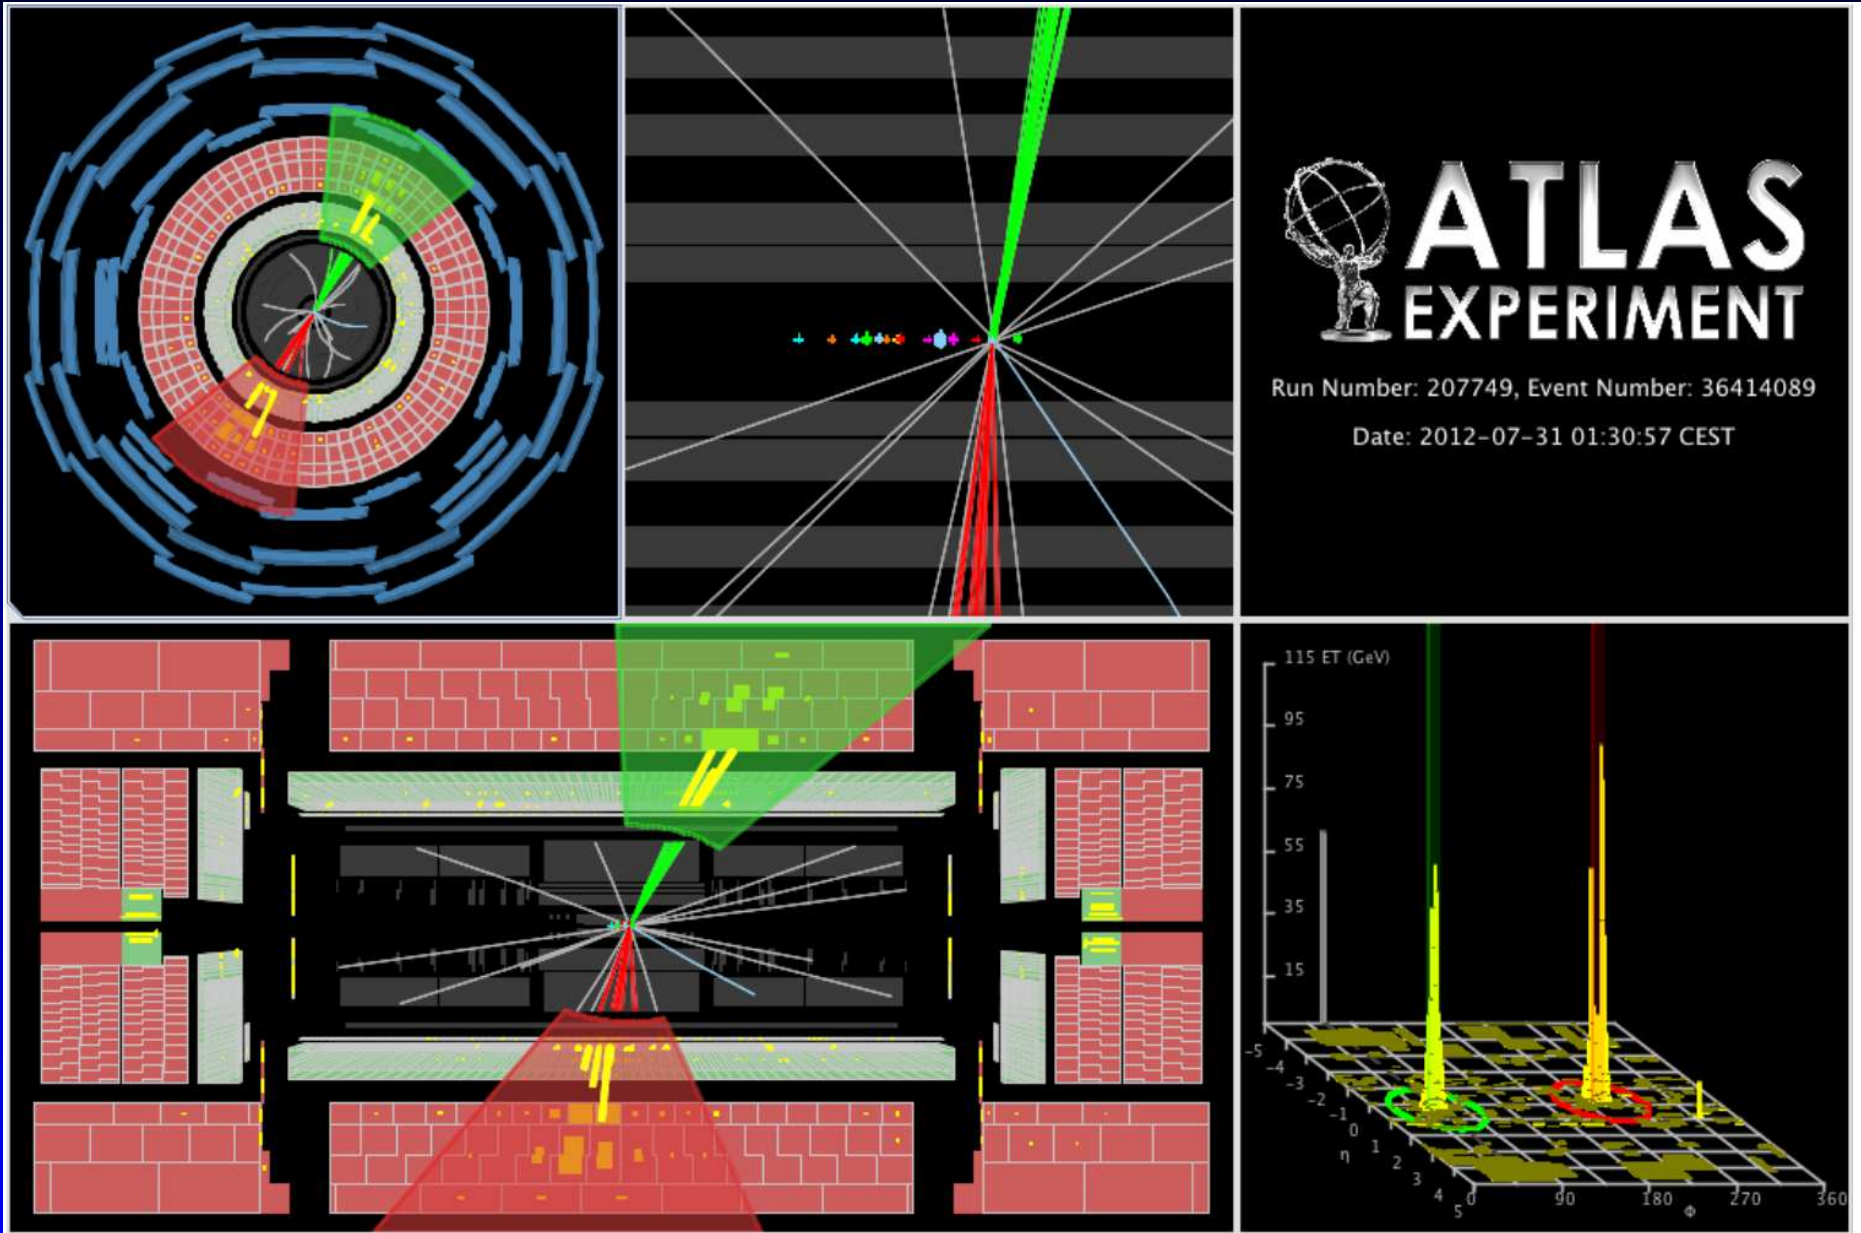 ATLAS
EXPERIMENT
Run Number: 207749, Event Number: 36414089
Date: 2012-07-31 01:30:57 CEST
115 ET (GeV)
95
75
55
35
15
-5
-4
-3
-2
-1
0
1
η
2
3
4
5
0 90 180 270 360
Φ